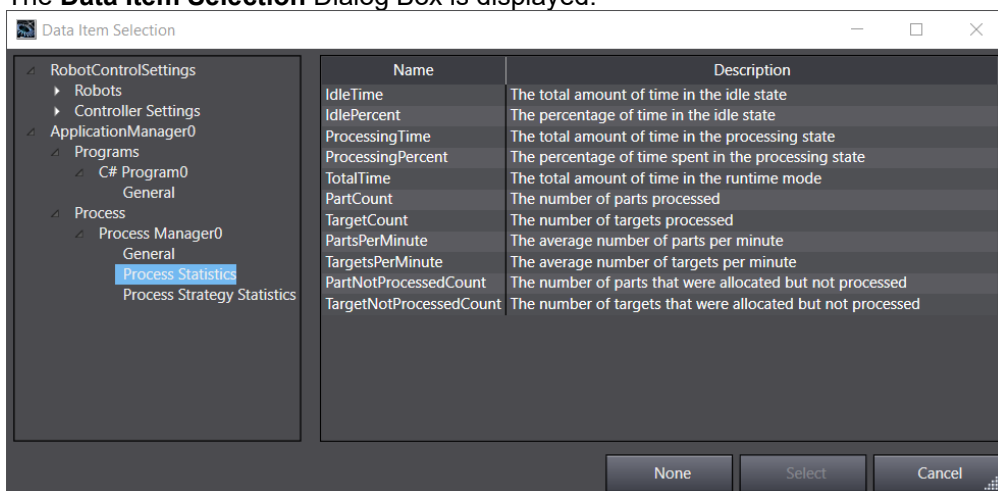 The Data Item Selection Dialog Box is displayed.
Data Item Selection
RobotControlSettings
Robots
Controller Settings
ApplicationManager0
Programs
C# Program0
General
Process
Process Manager0
General
Process Statistics
Process Strategy Statistics
Name Description
IdleTime The total amount of time in the idle state
IdlePercent The percentage of time in the idle state
ProcessingTime The total amount of time in the processing state
ProcessingPercent The percentage of time spent in the processing state
TotalTime The total amount of time in the runtime mode
PartCount The number of parts processed
TargetCount The number of targets processed
PartsPerMinute The average number of parts per minute
TargetsPerMinute The average number of targets per minute
PartNotProcessedCount The number of parts that were allocated but not processed
TargetNotProcessedCount The number of targets that were allocated but not processed
None Select Cancel